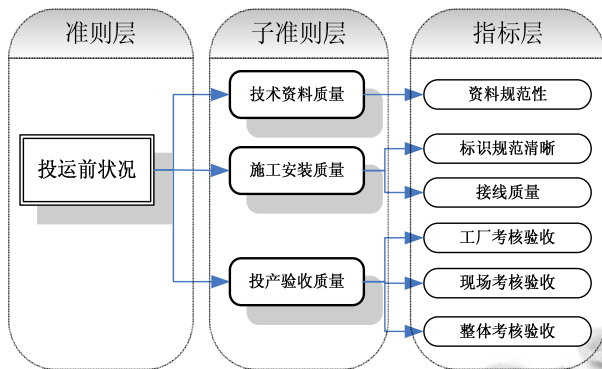 准则层
子准则层
指标层
投运前状况
技术资料质量
施工安装质量
投产验收质量
资料规范性
标识规范清晰
接线质量
工厂考核验收
现场考核验收
整体考核验收